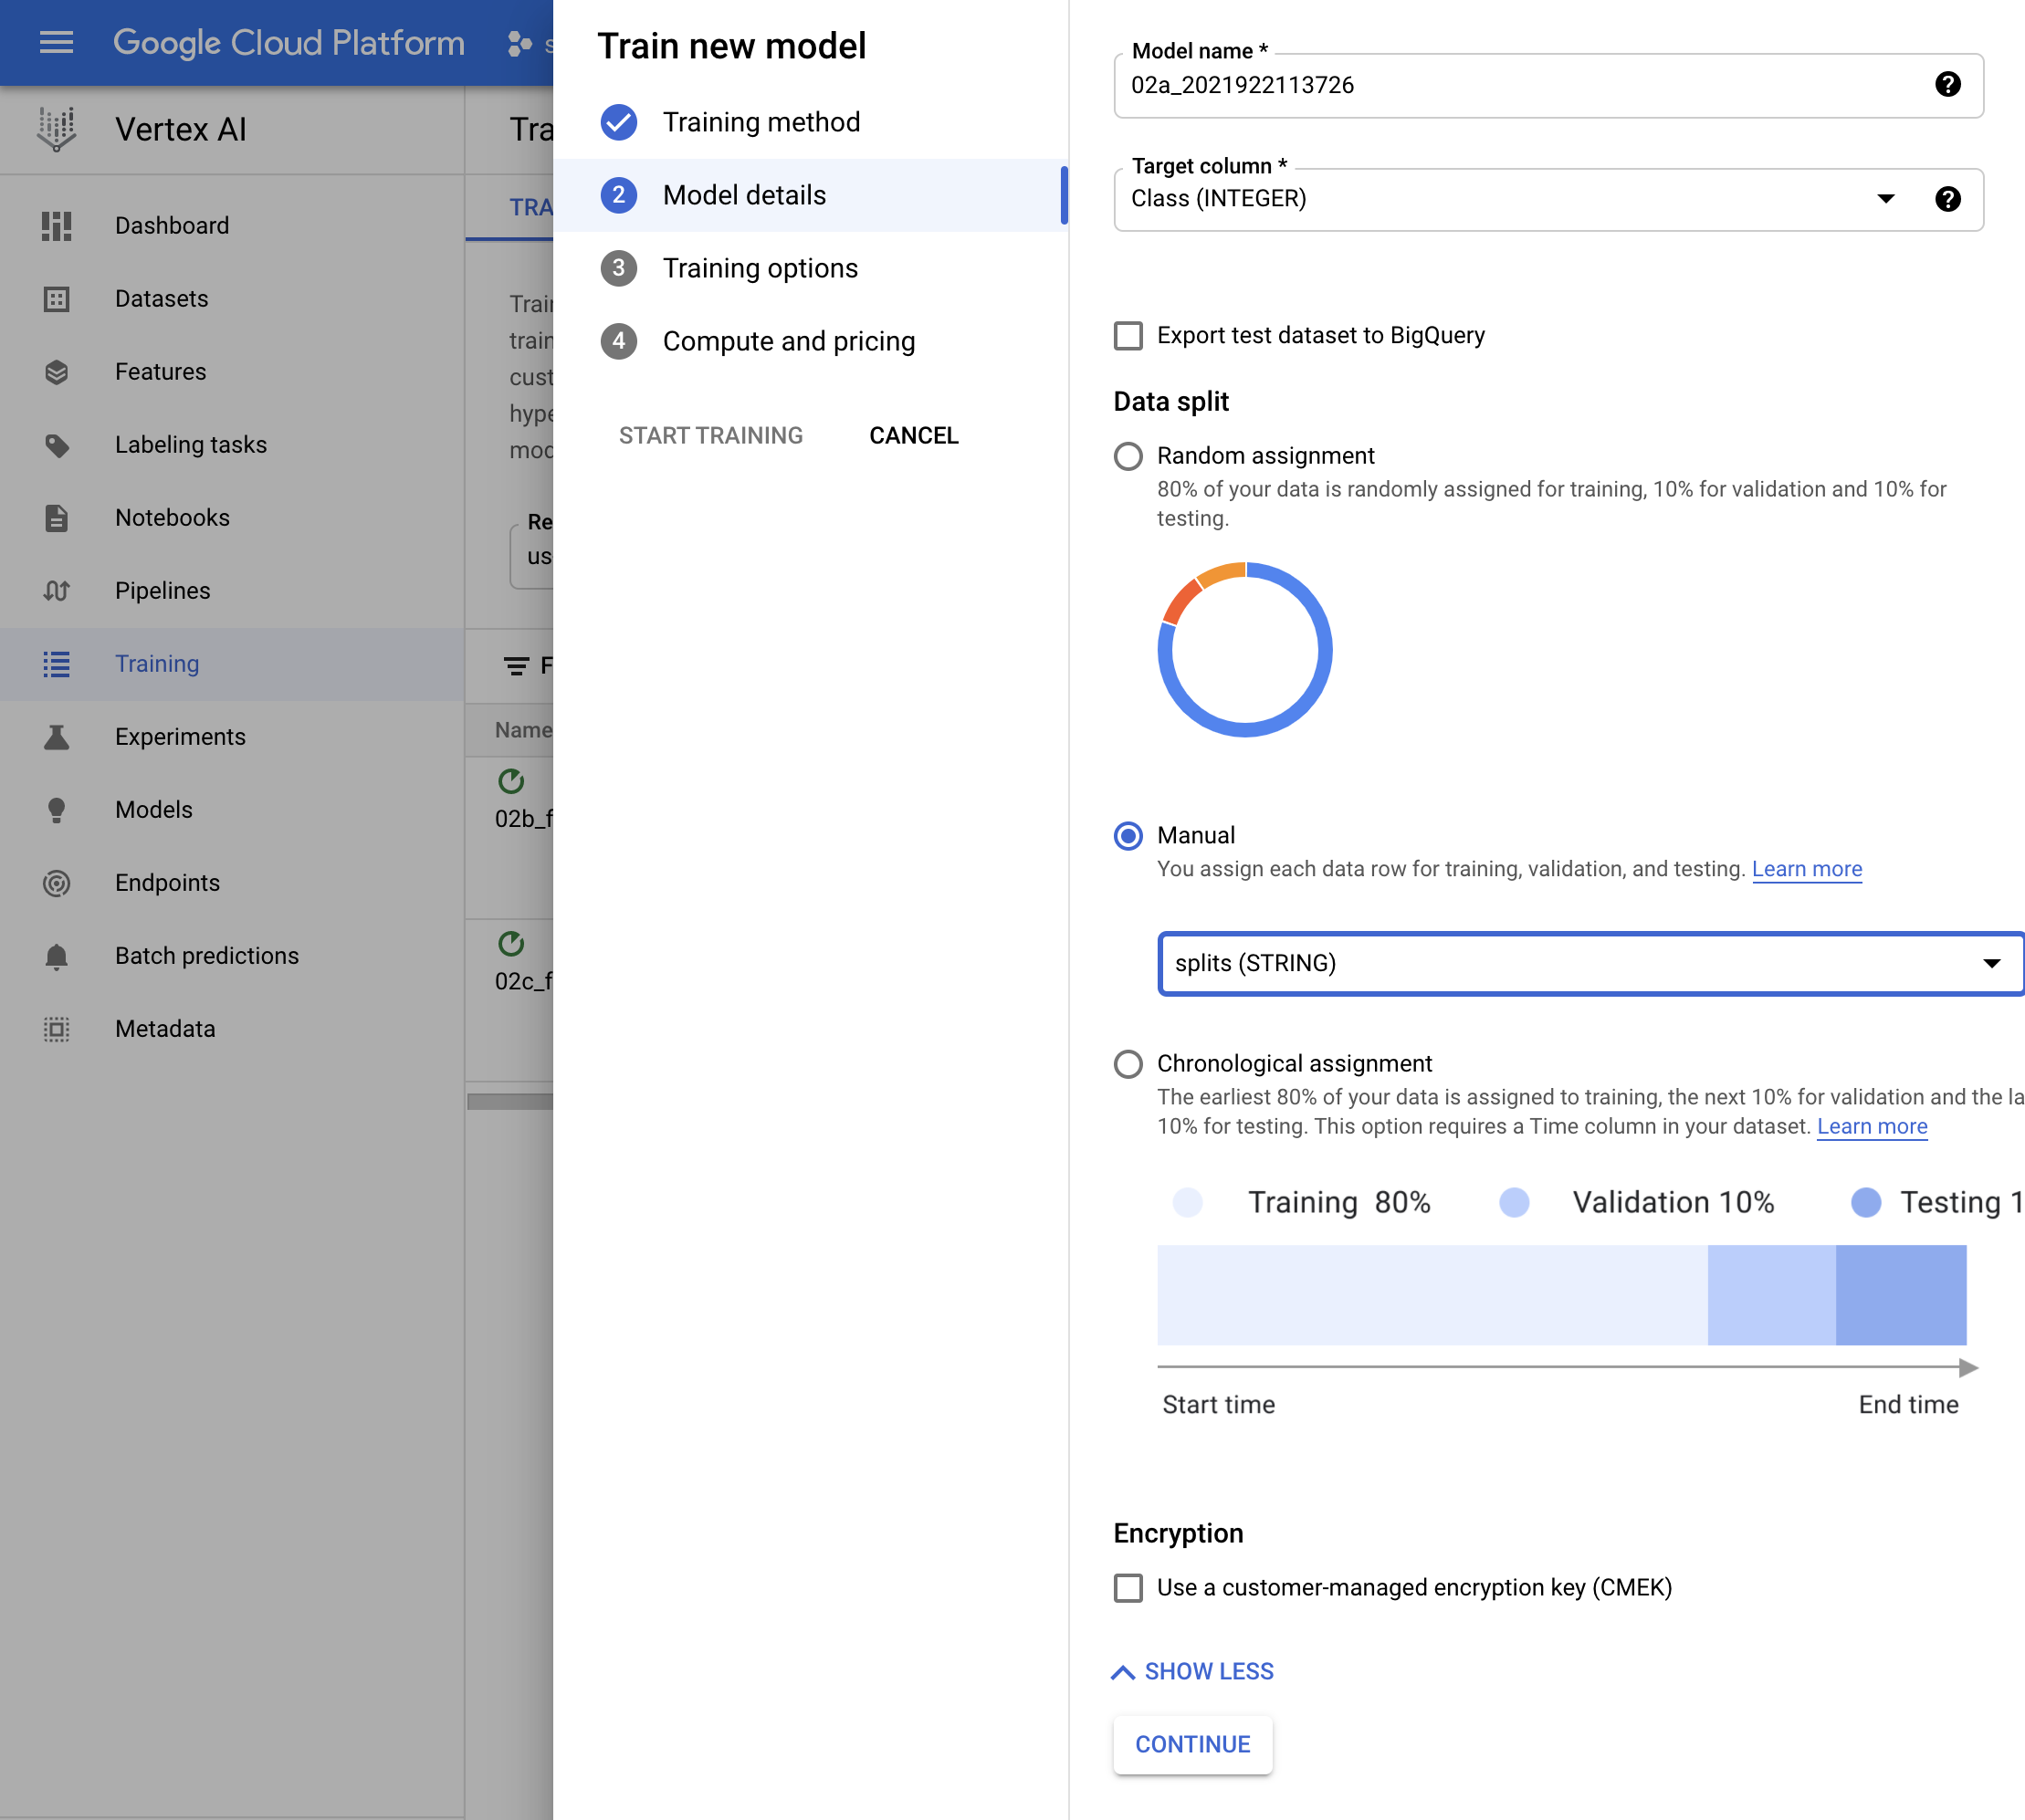 Google Cloud Platform
Vertex AI
Dashboard
Datasets
Features
Labeling tasks
Notebooks
Pipelines
Training
Experiments
Models
Endpoints
Batch predictions
Metadata
Tra
TRA
Trai
train
cust
hype
mod
Re
us
F
Name
02b_f
02c_f
Train new model
Training method
2 Model details
3 Training options
4 Compute and pricing
START TRAINING CANCEL
Model name *
02a_2021922113726
Target column *
Class (INTEGER)
Export test dataset to BigQuery
Data split
Random assignment
80% of your data is randomly assigned for training, 10% for validation and 10% for
testing.
Manual
You assign each data row for training, validation, and testing. Learn more
splits (STRING)
Chronological assignment
The earliest 80% of your data is assigned to training, the next 10% for validation and the la
10% for testing. This option requires a Time column in your dataset. Learn more
Training 80% Validation 10% Testing 1
Start time End time
Encryption
Use a customer-managed encryption key (CMEK)
SHOW LESS
CONTINUE